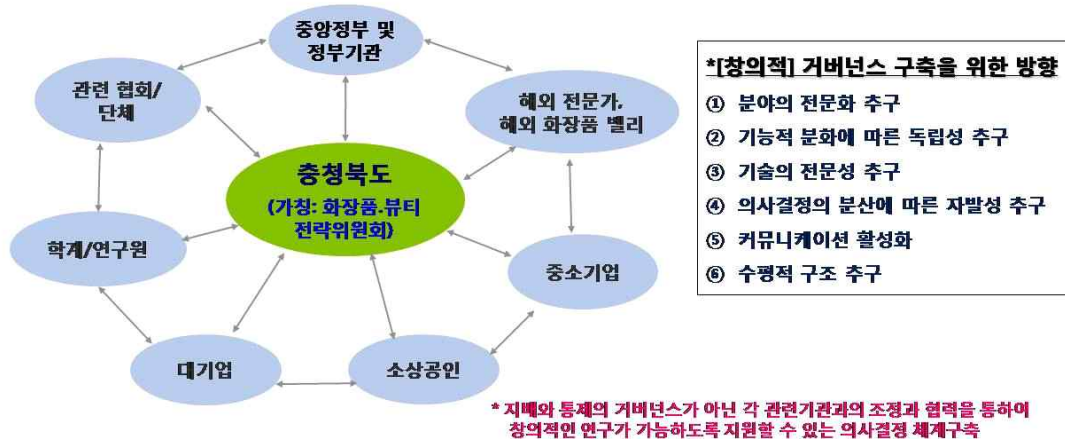 중앙정부 및
정부기관
관련 협회/
단체
해외 전문가,
해외 화장품 밸리
충청북도
(가칭: 화장품.뷰티
전략위원회)
학계/연구원
중소기업
대기업
소상공인
*[창의적] 거버넌스 구축을 위한 방향
① 분야의 전문화 추구
② 기능적 분화에 따른 독립성 추구
③ 기술의 전문성 추구
④ 의사결정의 분산에 따른 자발성 추구
⑤ 커뮤니케이션 활성화
⑥ 수평적 구조 추구
* 지배와 통제의 거버넌스가 아닌 각 관련기관과의 조정과 협력을 통하여
창의적인 연구가 가능하도록 지원할 수 있는 의사결정 체계구축